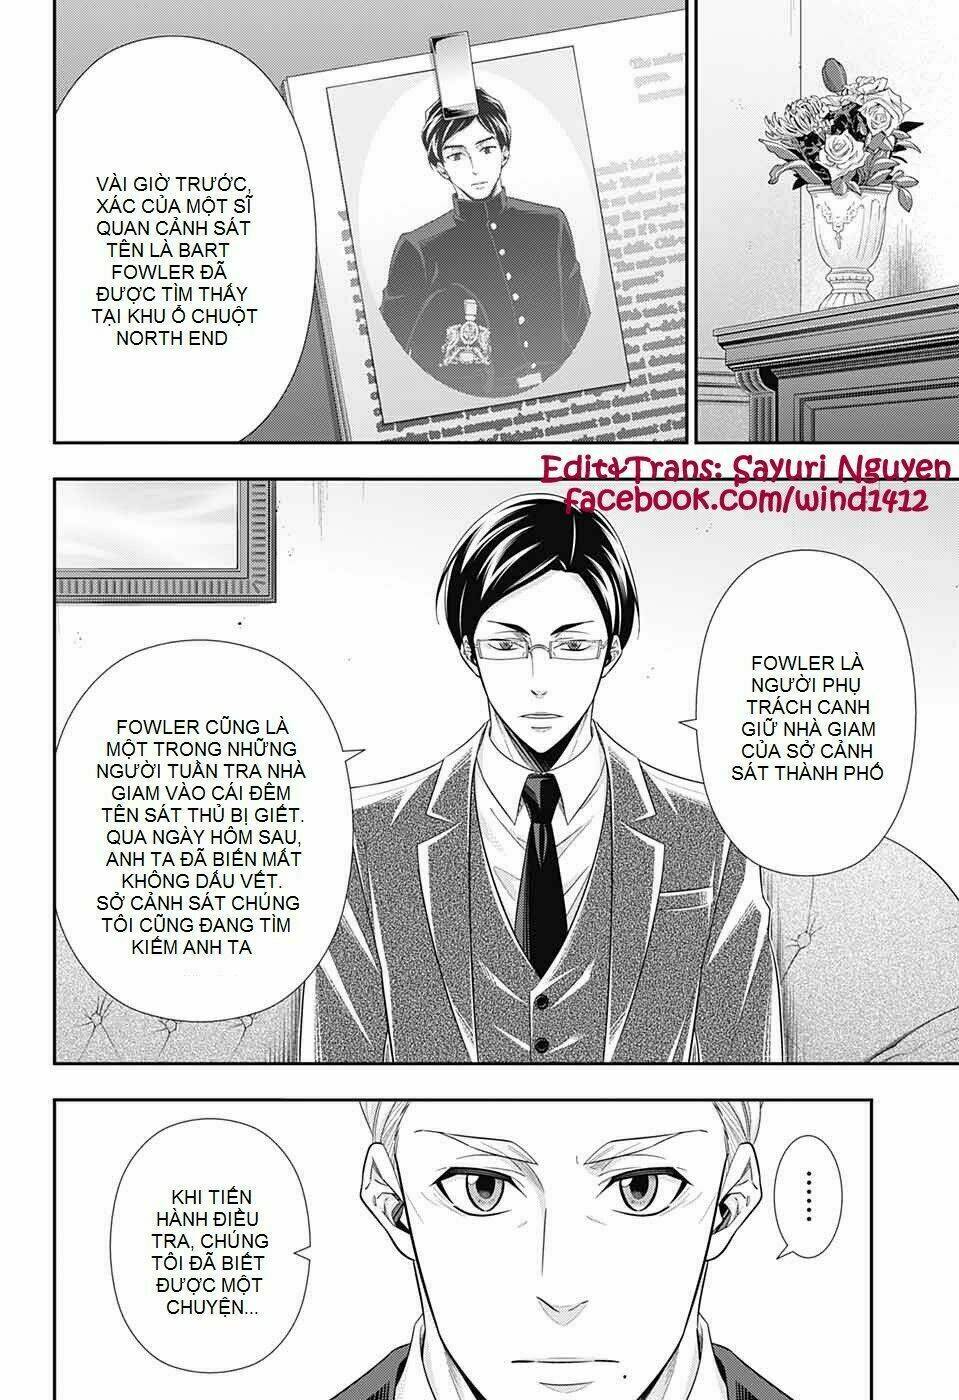 VÀI GIỜ TRƯỚC,
XÁC CỦA MỘT SĨ
QUAN CẢNH SÁT
TÊN LÀ BART
FOWLER ĐÃ
ĐƯỢC TÌM THẤY
TẠI KHU Ổ CHUỘT
NORTH END
Edit&Trans: Sayuri Nguyen
facebook.com/wind1412
FOWLER LÀ
NGƯỜI PHỤ
TRÁCH CANH
GIỮ NHÀ GIAM
CỦA SỞ CẢNH
SÁT THÀNH PHỐ
FOWLER CŨNG LÀ
MỘT TRONG NHỮNG
NGƯỜI TUẦN TRA NHÀ
GIAM VÀO CÁI ĐÊM
TÊN SÁT THỦ BỊ GIẾT.
QUA NGÀY HÔM SAU,
ANH TA ĐÃ BIẾN MẤT
KHÔNG DẤU VẾT.
SỞ CẢNH SÁT CHÚNG
TÔI CŨNG ĐANG TÌM
KIẾM ANH TA
......
KHI TIẾN
HÀNH ĐIỀU
TRA, CHÚNG
TÔI ĐÃ BIẾT
ĐƯỢC MỘT
CHUYỆN...